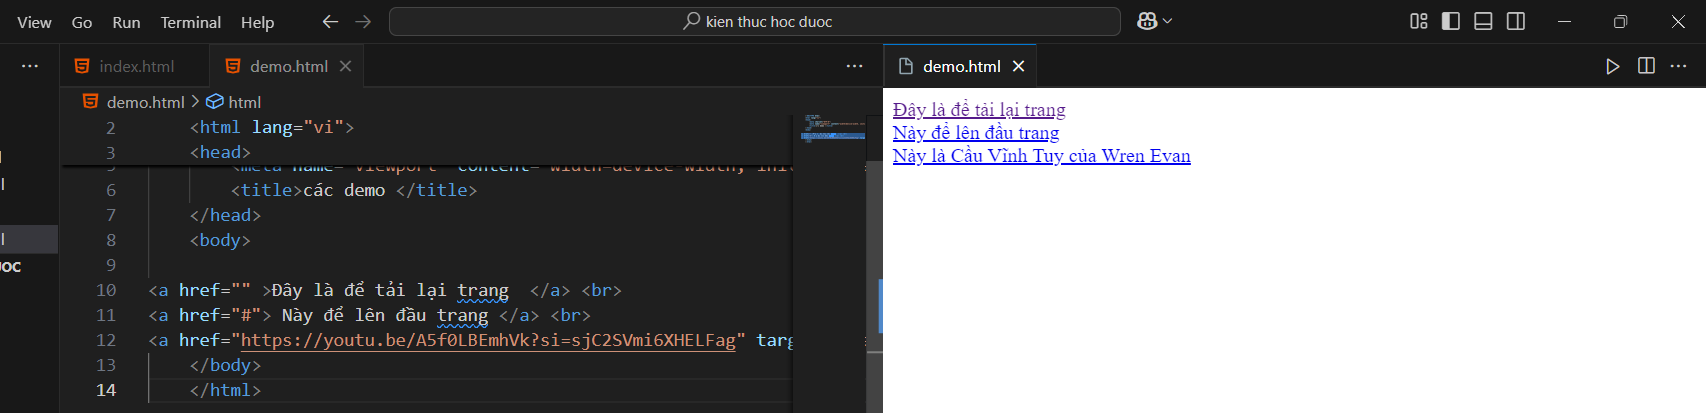 View Go Run Terminal Help kien thuc hoc duoc
index.html demo.html
demo.html > html
2 <html lang="vi">
3 <head>
6 <title>các demo </title>
7 </head>
8 <body>
9
10 <a href="" >Đây là để tải lại trang  </a> <br>
11 <a href="#"> Này để lên đầu trang </a> <br>
12 <a href="https://youtu.be/A5f0LBEmhVk?si=sjC2SVmi6XHELFag" targ
13 </body>
14 </html>
demo.html
Đây là để tải lại trang
Này để lên đầu trang
Này là Cầu Vĩnh Tuy của Wren Evan